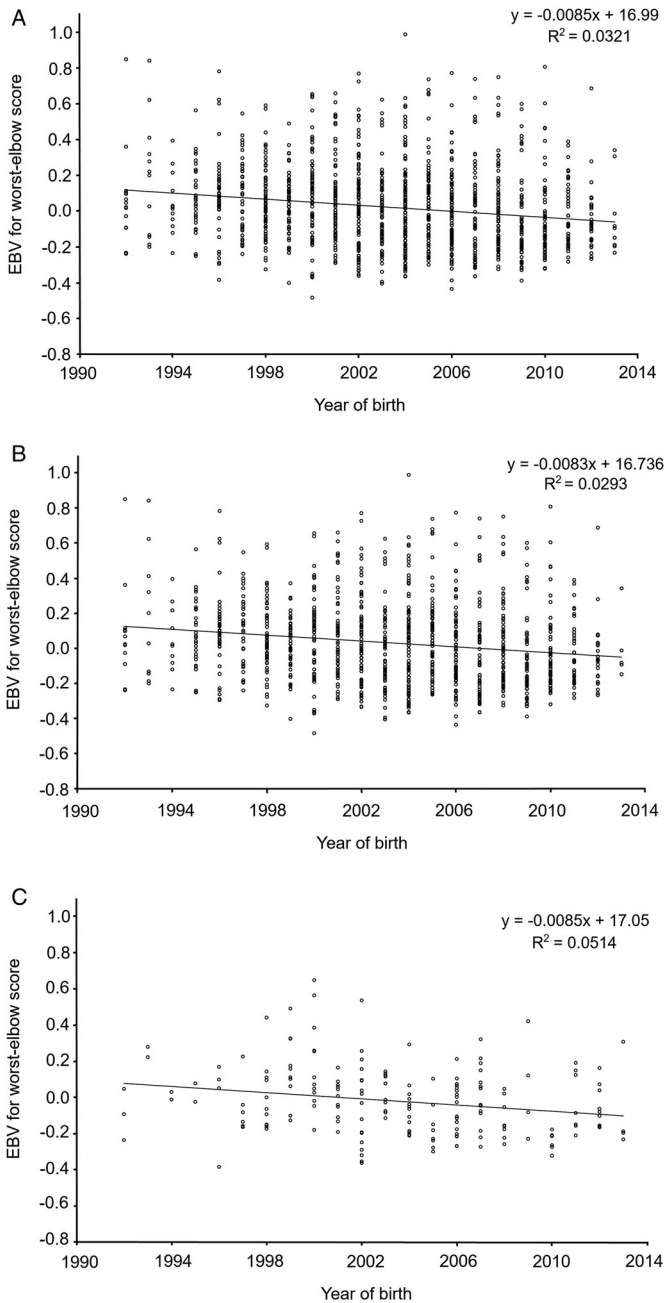 A
y = -0.0085x + 16.99
R² = 0.0321
1.0
0.8
0.6
0.4
0.2
0.0
-0.2
-0.4
-0.6
-0.8
EBV for worst-elbow score
1990 1994 1998 2002 2006 2010 2014
Year of birth
B
y = -0.0083x + 16.736
R² = 0.0293
1.0
0.8
0.6
0.4
0.2
0.0
-0.2
-0.4
-0.6
-0.8
EBV for worst-elbow score
1990 1994 1998 2002 2006 2010 2014
Year of birth
C
y = -0.0085x + 17.05
R² = 0.0514
1.0
0.8
0.6
0.4
0.2
0.0
-0.2
-0.4
-0.6
-0.8
EBV for worst-elbow score
1990 1994 1998 2002 2006 2010 2014
Year of birth